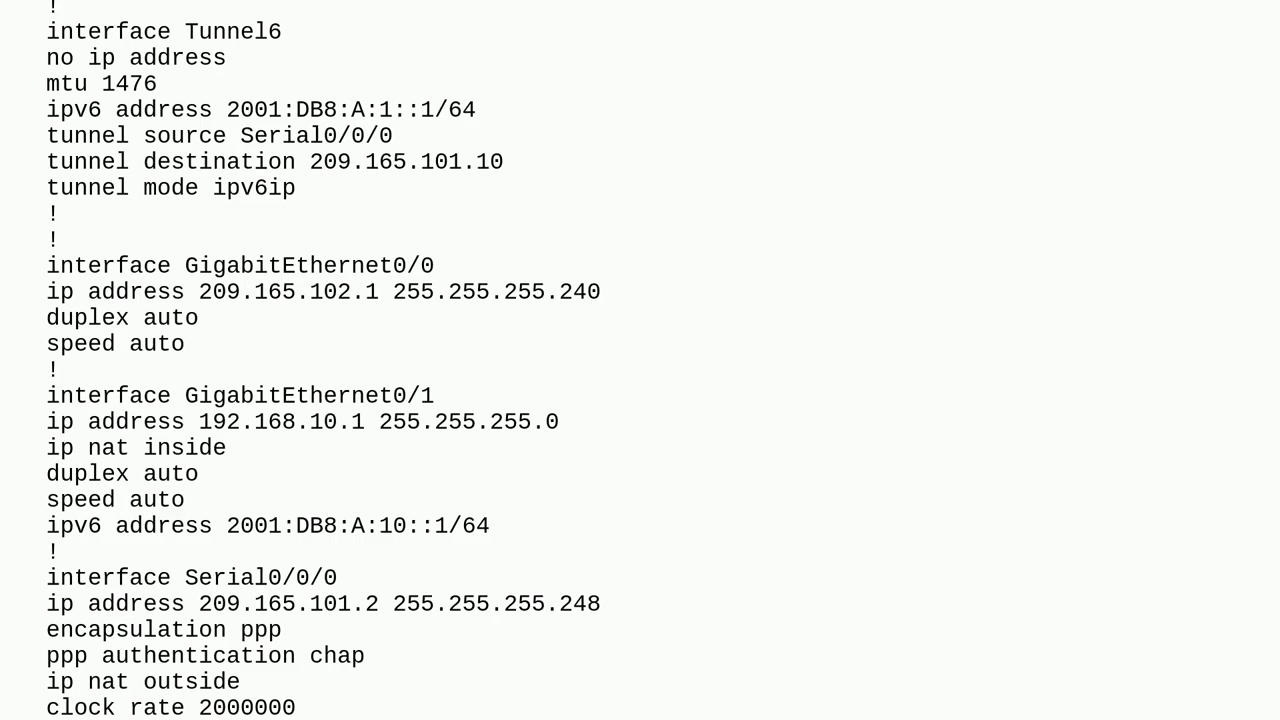 !
interface Tunnel6
no ip address
mtu 1476
ipv6 address 2001:DB8:A:1::1/64
tunnel source Serial0/0/0
tunnel destination 209.165.101.10
tunnel mode ipv6ip
!
!
interface GigabitEthernet0/0
ip address 209.165.102.1 255.255.255.240
duplex auto
speed auto
!
interface GigabitEthernet0/1
ip address 192.168.10.1 255.255.255.0
ip nat inside
duplex auto
speed auto
ipv6 address 2001:DB8:A:10::1/64
!
interface Serial0/0/0
ip address 209.165.101.2 255.255.255.248
encapsulation ppp
ppp authentication chap
ip nat outside
clock rate 2000000